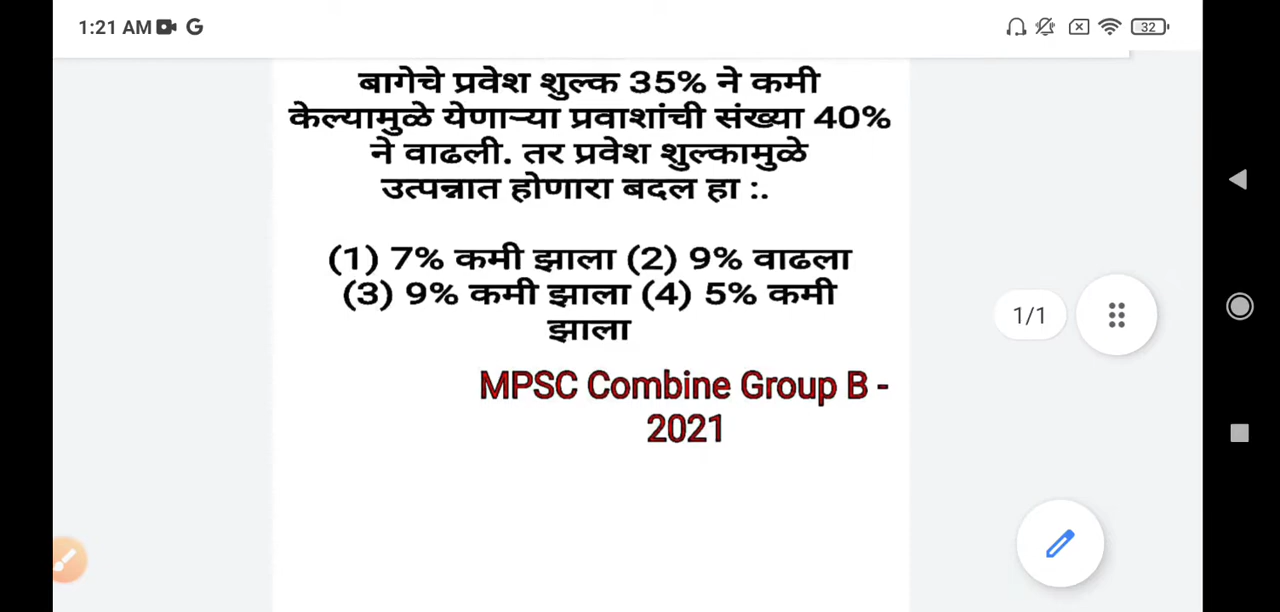 1:21 AM G 32
बागेचे प्रवेश शुल्क 35% ने कमी
केल्यामुळे येणाऱ्या प्रवाशांची संख्या 40%
ने वाढली. तर प्रवेश शुल्कामुळे
उत्पन्नात होणारा बदल हा :.
(1) 7% कमी झाला (2) 9% वाढला
(3) 9% कमी झाला (4) 5% कमी
झाला
1/1
MPSC Combine Group B -
2021